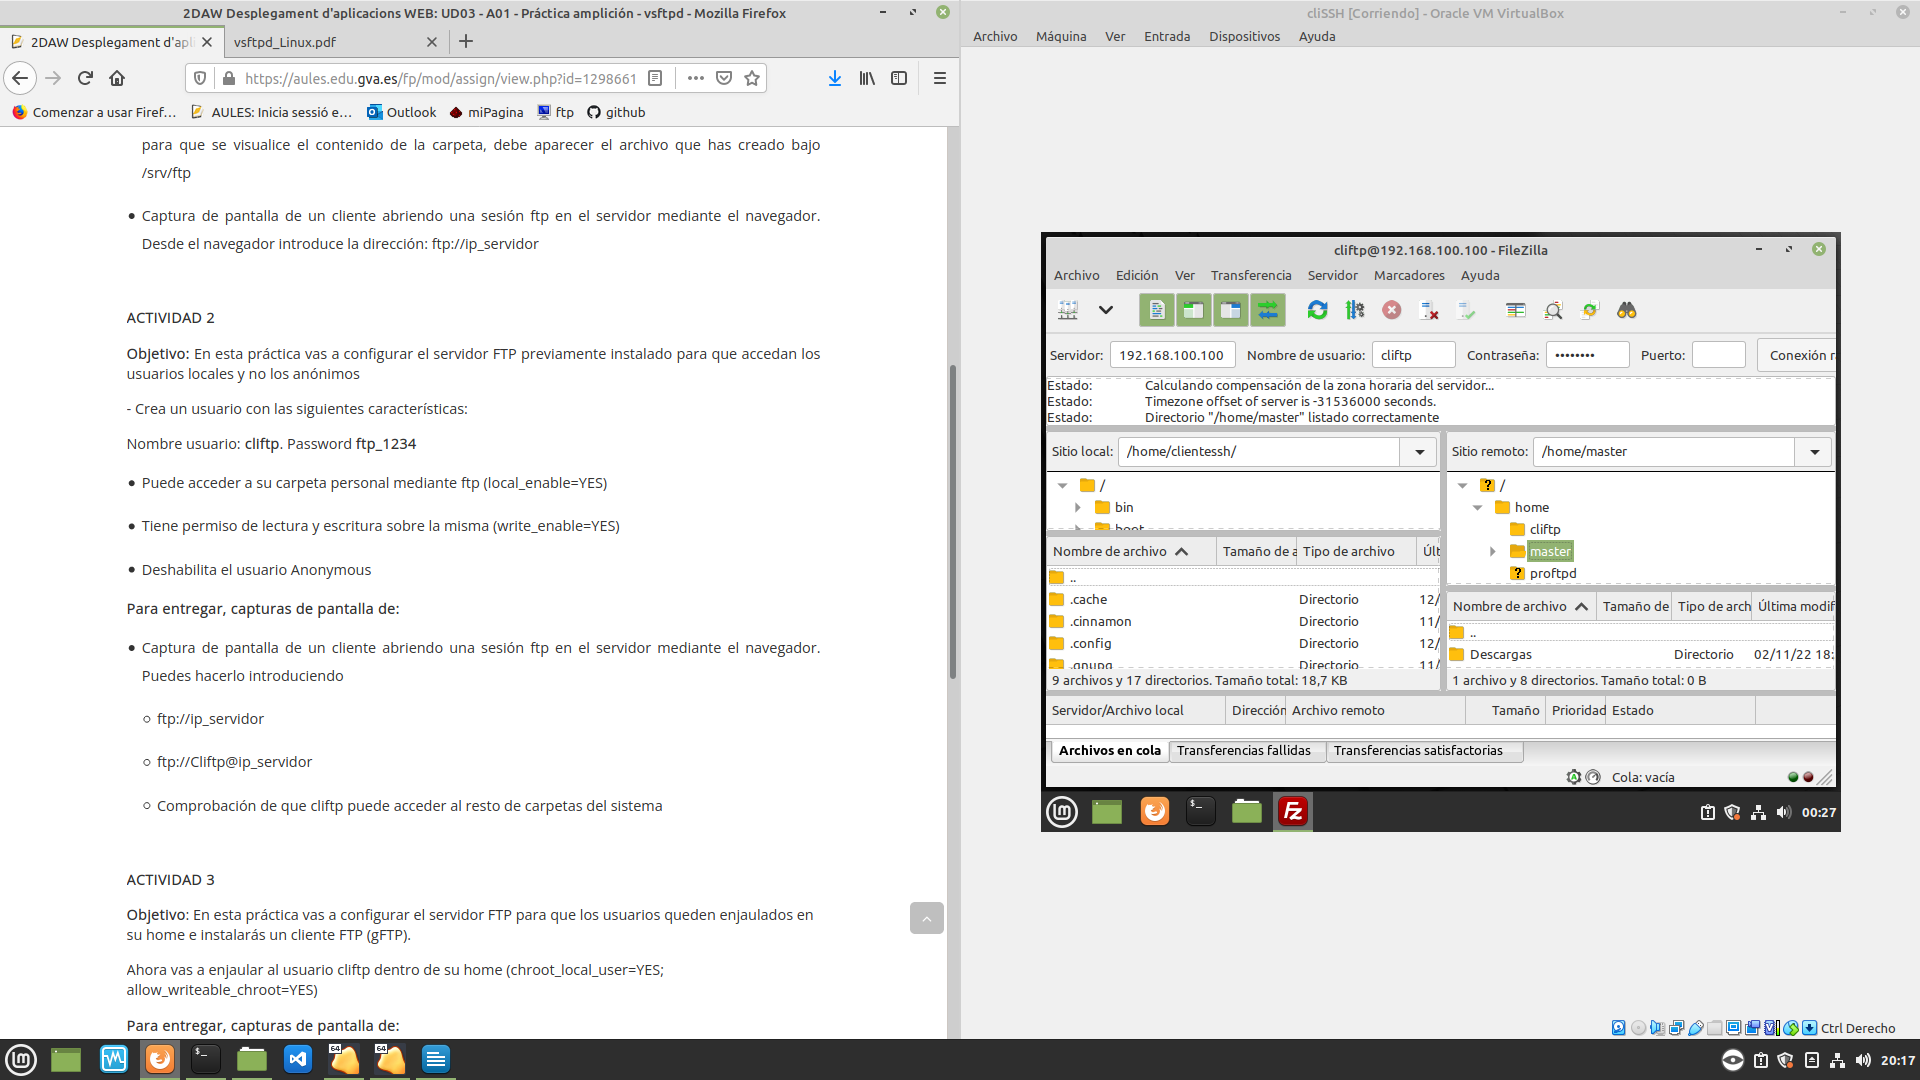 2DAW Desplegament d'aplicacions WEB: UD03 - A01 - Práctica amplición - vsftpd - Mozilla Firefox
2DAW Desplegament d'apl
vsftpd_Linux.pdf
https://aules.edu.gva.es/fp/mod/assign/view.php?id=1298661
Comenzar a usar Firef…
AULES: Inicia sessió e…
Outlook
miPagina
ftp
github
para que se visualice el contenido de la carpeta, debe aparecer el archivo que has creado bajo
/srv/ftp
• Captura de pantalla de un cliente abriendo una sesión ftp en el servidor mediante el navegador.
Desde el navegador introduce la dirección: ftp://ip_servidor
ACTIVIDAD 2
Objetivo: En esta práctica vas a configurar el servidor FTP previamente instalado para que accedan los
usuarios locales y no los anónimos
- Crea un usuario con las siguientes características:
Nombre usuario: cliftp. Password ftp_1234
• Puede acceder a su carpeta personal mediante ftp (local_enable=YES)
• Tiene permiso de lectura y escritura sobre la misma (write_enable=YES)
• Deshabilita el usuario Anonymous
Para entregar, capturas de pantalla de:
• Captura de pantalla de un cliente abriendo una sesión ftp en el servidor mediante el navegador.
Puedes hacerlo introduciendo
○ ftp://ip_servidor
○ ftp://Cliftp@ip_servidor
○ Comprobación de que cliftp puede acceder al resto de carpetas del sistema
ACTIVIDAD 3
Objetivo: En esta práctica vas a configurar el servidor FTP para que los usuarios queden enjaulados en
su home e instalarás un cliente FTP (gFTP).
Ahora vas a enjaular al usuario cliftp dentro de su home (chroot_local_user=YES;
allow_writeable_chroot=YES)
Para entregar, capturas de pantalla de:
cliSSH [Corriendo] - Oracle VM VirtualBox
Archivo Máquina Ver Entrada Dispositivos Ayuda
cliftp@192.168.100.100 - FileZilla
Archivo Edición Ver Transferencia Servidor Marcadores Ayuda
Servidor: 192.168.100.100 Nombre de usuario: cliftp Contraseña: •••••••• Puerto: Conexión r
Estado: Calculando compensación de la zona horaria del servidor...
Estado: Timezone offset of server is -31536000 seconds.
Estado: Directorio "/home/master" listado correctamente
Sitio local: /home/clientessh/
/
bin
boot
Nombre de archivo Tamaño de a Tipo de archivo Últ
..
.cache Directorio 12/
.cinnamon Directorio 11/
.config Directorio 12/
.gnupg Directorio 11/
9 archivos y 17 directorios. Tamaño total: 18,7 KB
Sitio remoto: /home/master
/
home
cliftp
master
proftpd
Nombre de archivo Tamaño de Tipo de arch Última modif
..
Descargas Directorio 02/11/22 18:
1 archivo y 8 directorios. Tamaño total: 0 B
Servidor/Archivo local Dirección Archivo remoto Tamaño Prioridad Estado
Archivos en cola Transferencias fallidas Transferencias satisfactorias
Cola: vacía
00:27
Ctrl Derecho
64
64
20:17